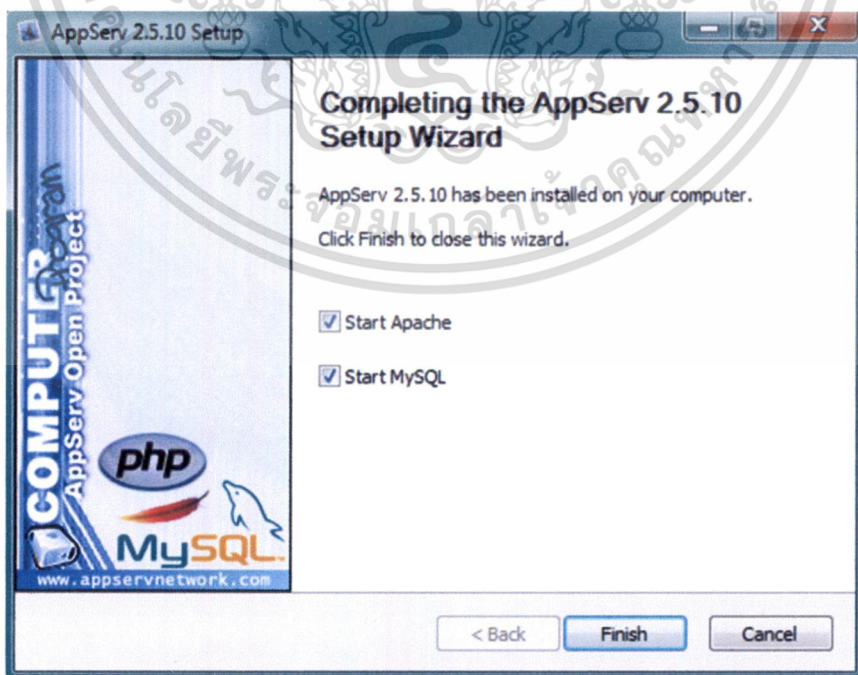 AppServ 2.5.10 Setup
Completing the AppServ 2.5.10
Setup Wizard
AppServ 2.5.10 has been installed on your computer.
Click Finish to close this wizard.
Start Apache
Start MySQL
COMPUTER
Program
AppServ Open Project
php
MySQL
www.appservnetwork.com
< Back
Finish
Cancel